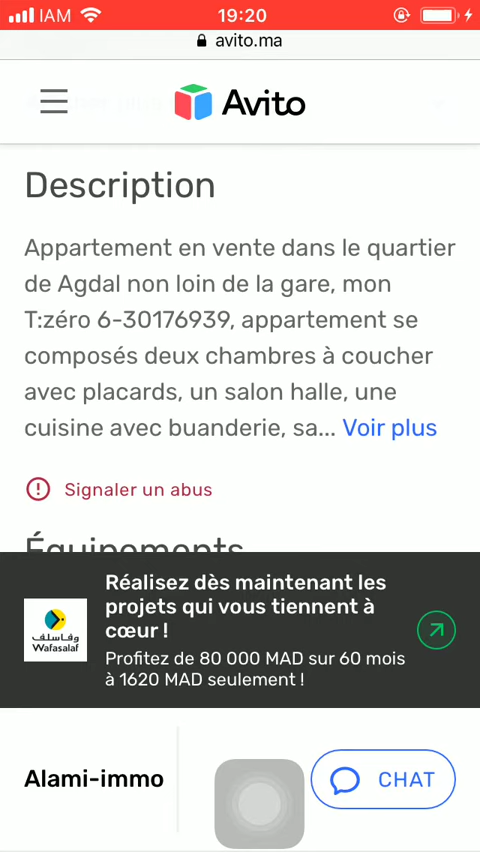 IAM 19:20
avito.ma
Avito
Description
Appartement en vente dans le quartier
de Agdal non loin de la gare, mon
T:zéro 6-30176939, appartement se
composés deux chambres à coucher
avec placards, un salon halle, une
cuisine avec buanderie, sa... Voir plus
Signaler un abus
Équipements
Réalisez dès maintenant les
projets qui vous tiennent à
cœur !
وفاسلف
Wafasalaf
Profitez de 80 000 MAD sur 60 mois
à 1620 MAD seulement !
Alami-immo
CHAT